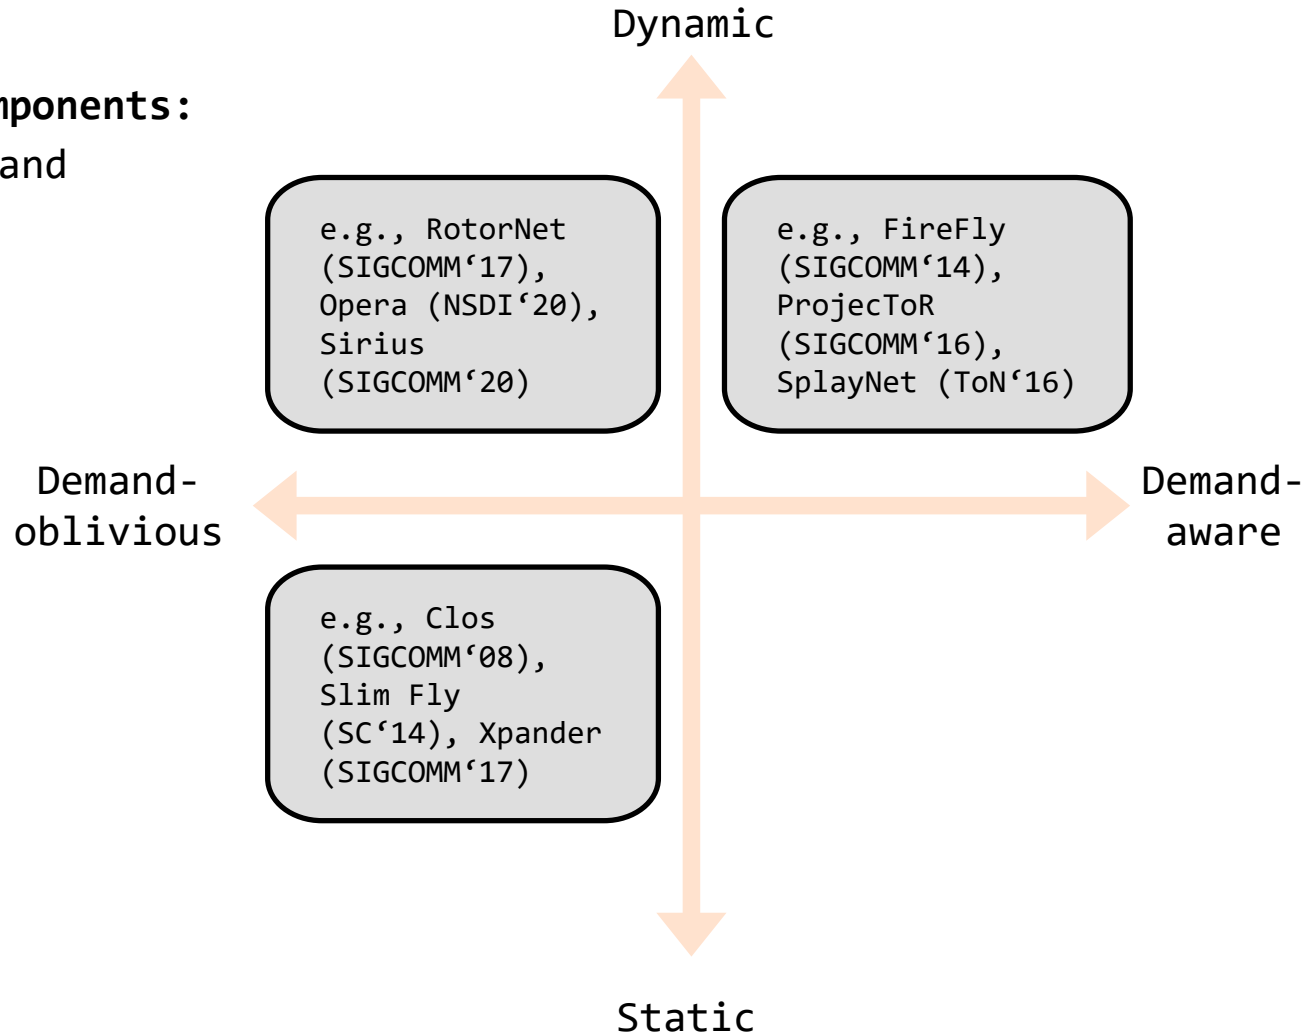 Dynamic
mponents:
and
e.g., RotorNet
(SIGCOMM‘17),
Opera (NSDI‘20),
Sirius
(SIGCOMM‘20)
e.g., FireFly
(SIGCOMM‘14),
ProjecToR
(SIGCOMM‘16),
SplayNet (ToN‘16)
Demand-
oblivious
Demand-
aware
e.g., Clos
(SIGCOMM‘08),
Slim Fly
(SC‘14), Xpander
(SIGCOMM‘17)
Static